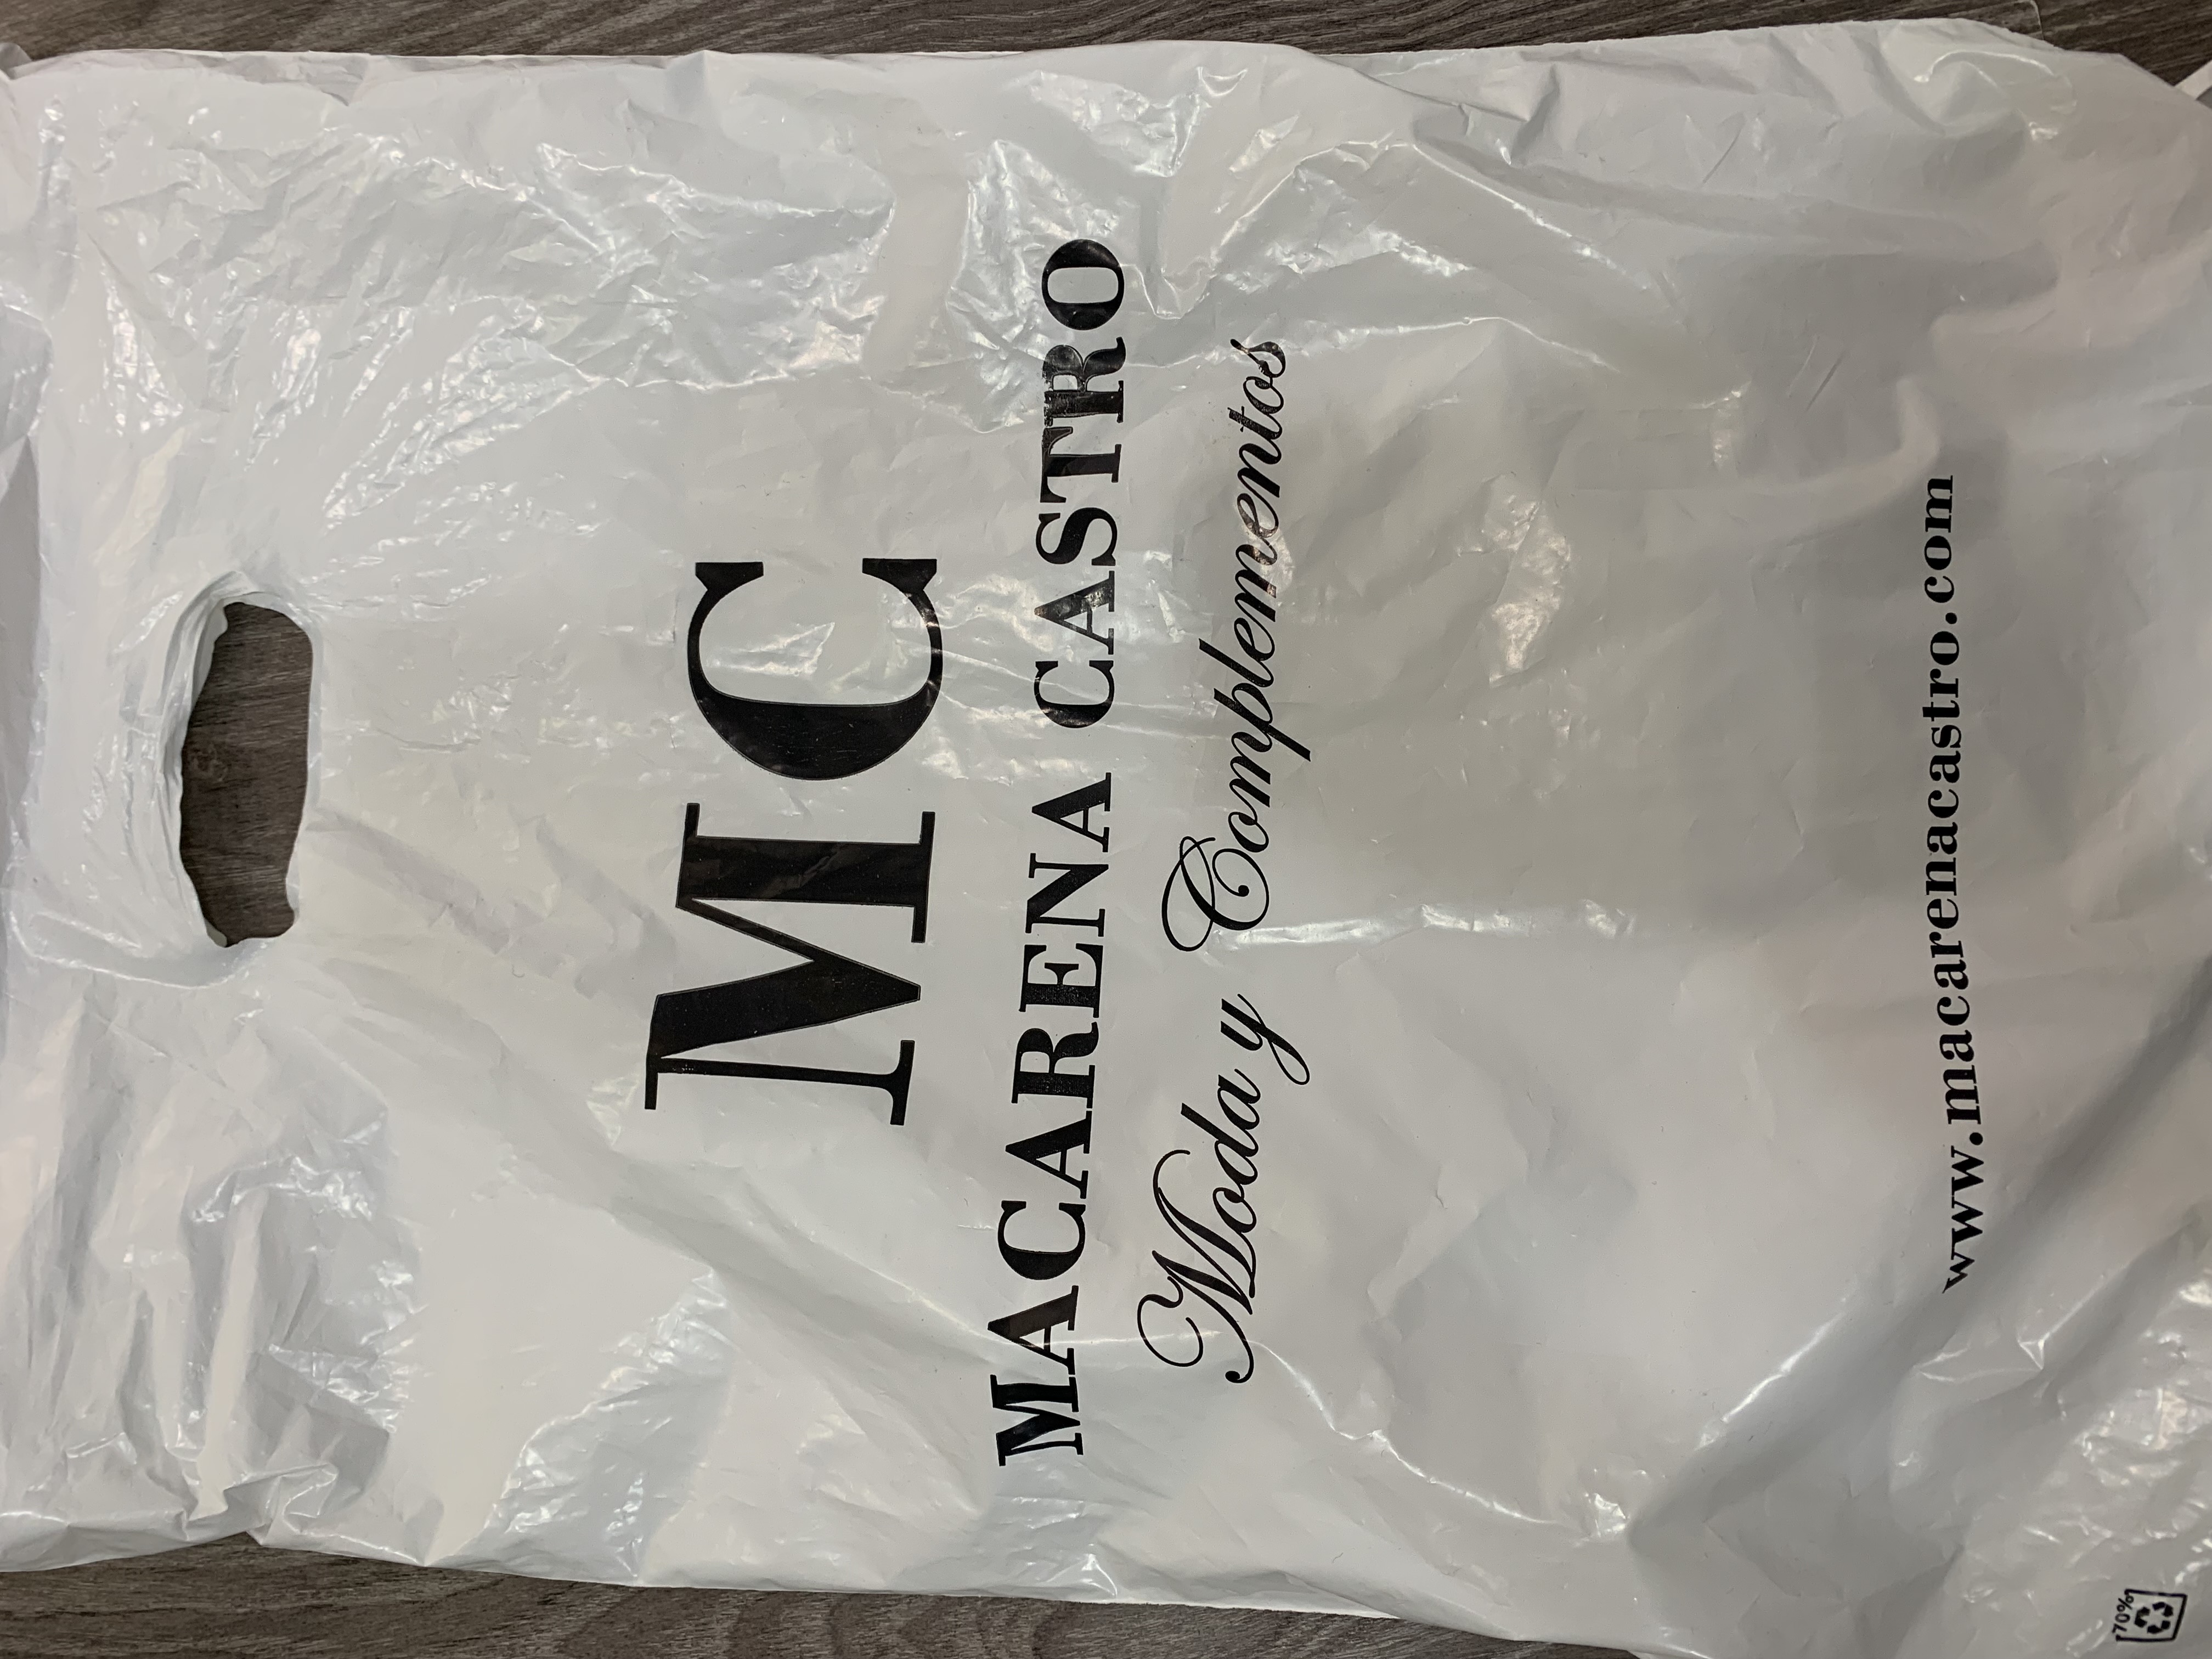 MC
MACARENA CASTRO
Moda y Complementos
www.macarenacastro.com
70%